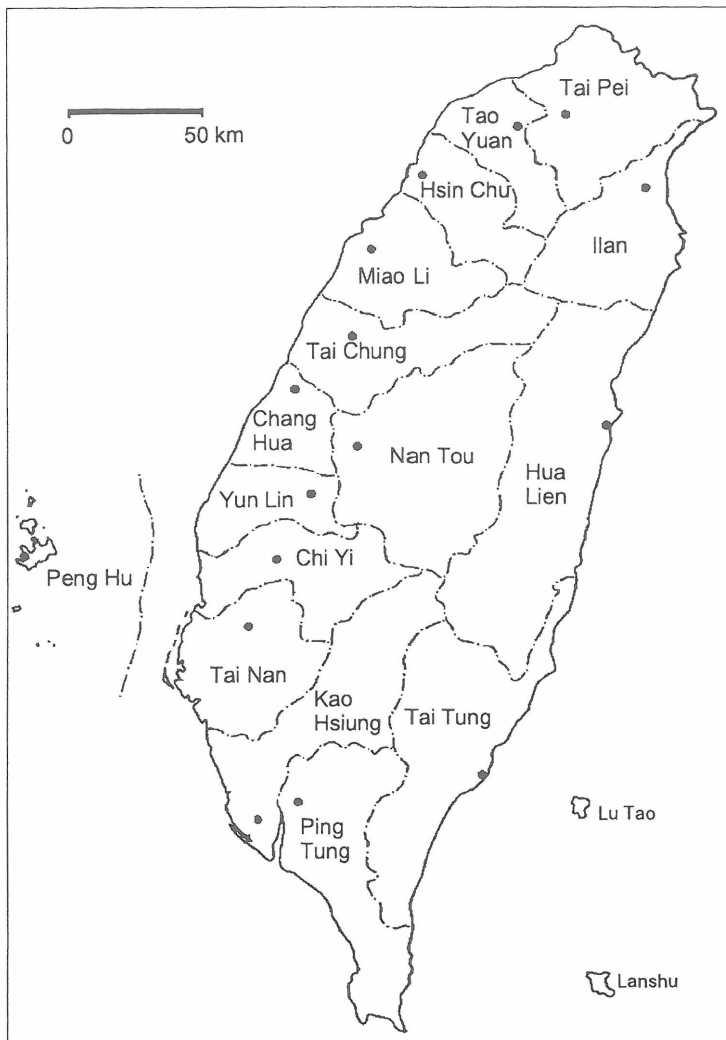 Tai Pei
Tao
Yuan
0 50 km
Hsin Chu
Ilan
Miao Li
Tai Chung
Chang
Hua
Nan Tou
Hua
Lien
Yun Lin
Chi Yi
Peng Hu
Tai Nan
Kao
Hsiung
Tai Tung
Lu Tao
Ping
Tung
Lanshu